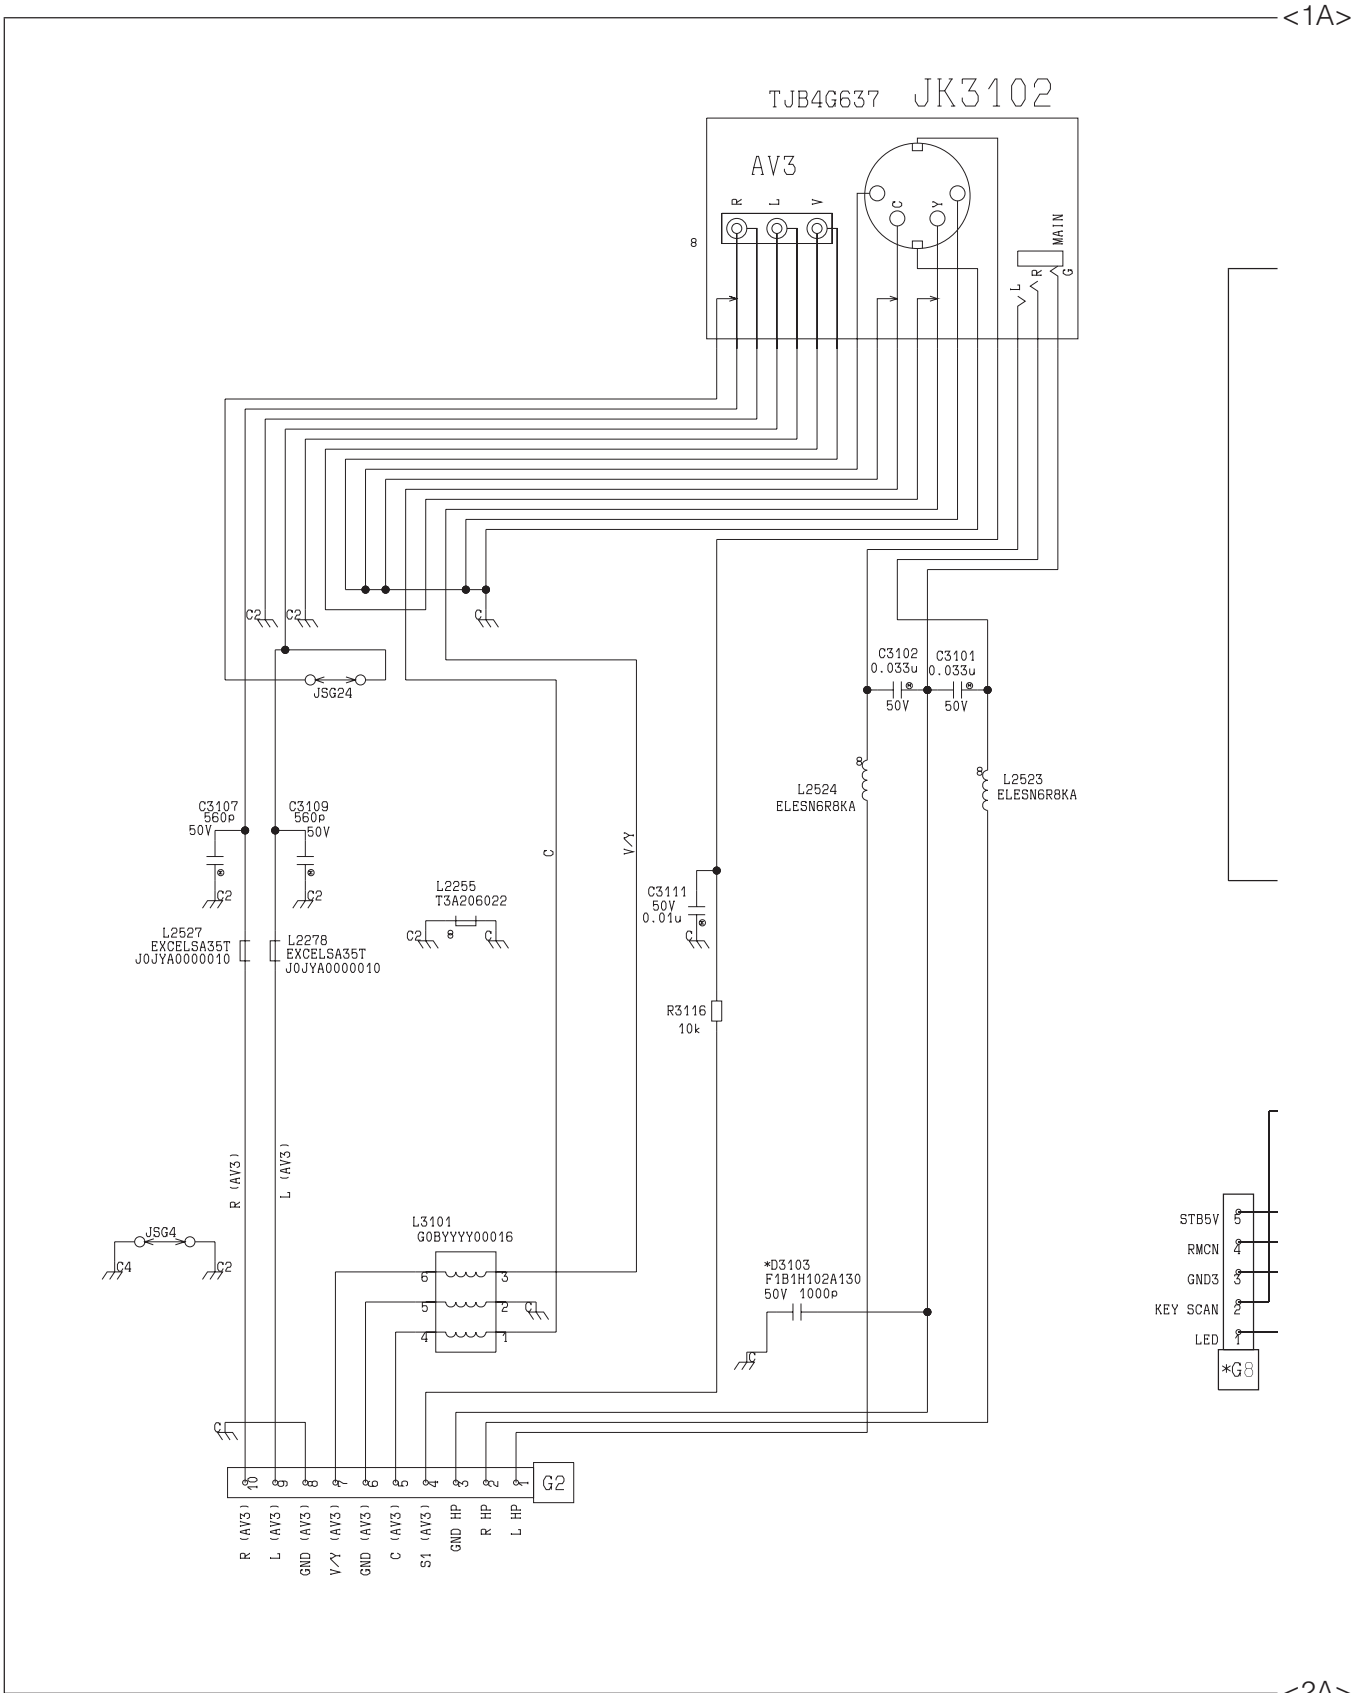 <1A>
TJB4G637 JK3102
AV3
R
L
V
C
Y
8
MAIN
L
R
G
C2
C2
C
JSG24
C3102
0.033u
50V
C3101
0.033u
50V
8
L2524
ELESN6R8KA
8
L2523
ELESN6R8KA
C3107
560p
50V
C3109
560p
50V
C2
C2
C
V/Y
L2255
T3A206022
C2
8
C
C3111
50V
0.01u
C
L2527
EXCELSA35T
J0JYA0000010
L2278
EXCELSA35T
J0JYA0000010
R3116
10k
R (AV3)
L (AV3)
JSG4
C4
C2
L3101
G0BYYYY00016
6
3
5
2
4
1
C
*D3103
F1B1H102A130
50V 1000p
C
STB5V 5
RMCN 4
GND3 3
KEY SCAN 2
LED 1
*G8
C
10
9
8
7
6
5
4
3
2
1
G2
R (AV3)
L (AV3)
GND (AV3)
V/Y (AV3)
GND (AV3)
C (AV3)
S1 (AV3)
GND HP
R HP
L HP
<2A>